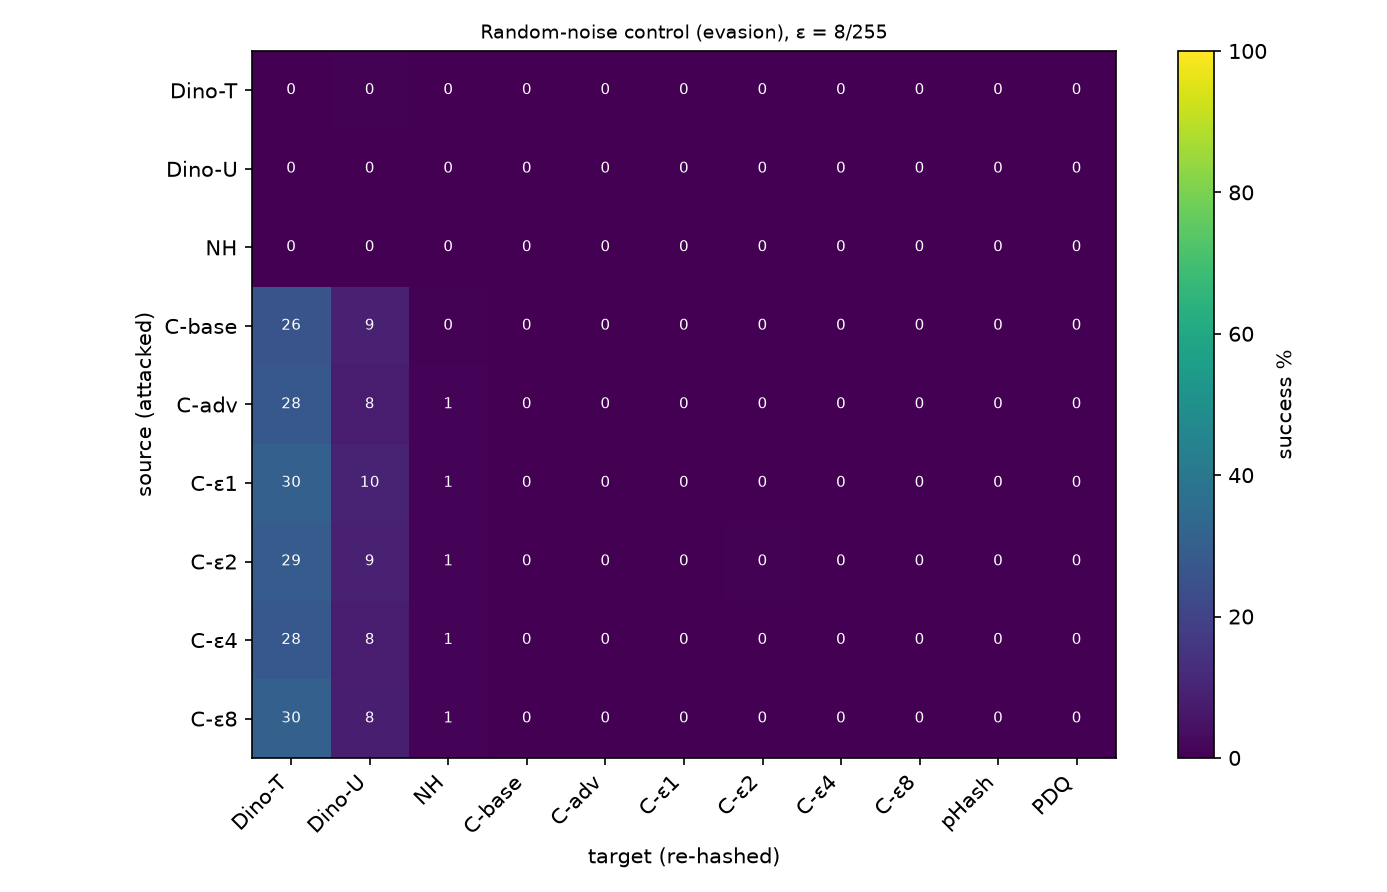 Random-noise control (evasion), ε = 8/255
source (attacked)
Dino-T 0 0 0 0 0 0 0 0 0 0 0
Dino-U 0 0 0 0 0 0 0 0 0 0 0
NH 0 0 0 0 0 0 0 0 0 0 0
C-base 26 9 0 0 0 0 0 0 0 0 0
C-adv 28 8 1 0 0 0 0 0 0 0 0
C-ε1 30 10 1 0 0 0 0 0 0 0 0
C-ε2 29 9 1 0 0 0 0 0 0 0 0
C-ε4 28 8 1 0 0 0 0 0 0 0 0
C-ε8 30 8 1 0 0 0 0 0 0 0 0
Dino-T Dino-U NH C-base C-adv C-ε1 C-ε2 C-ε4 C-ε8 pHash PDQ
target (re-hashed)
100
80
60
40
20
0
success %